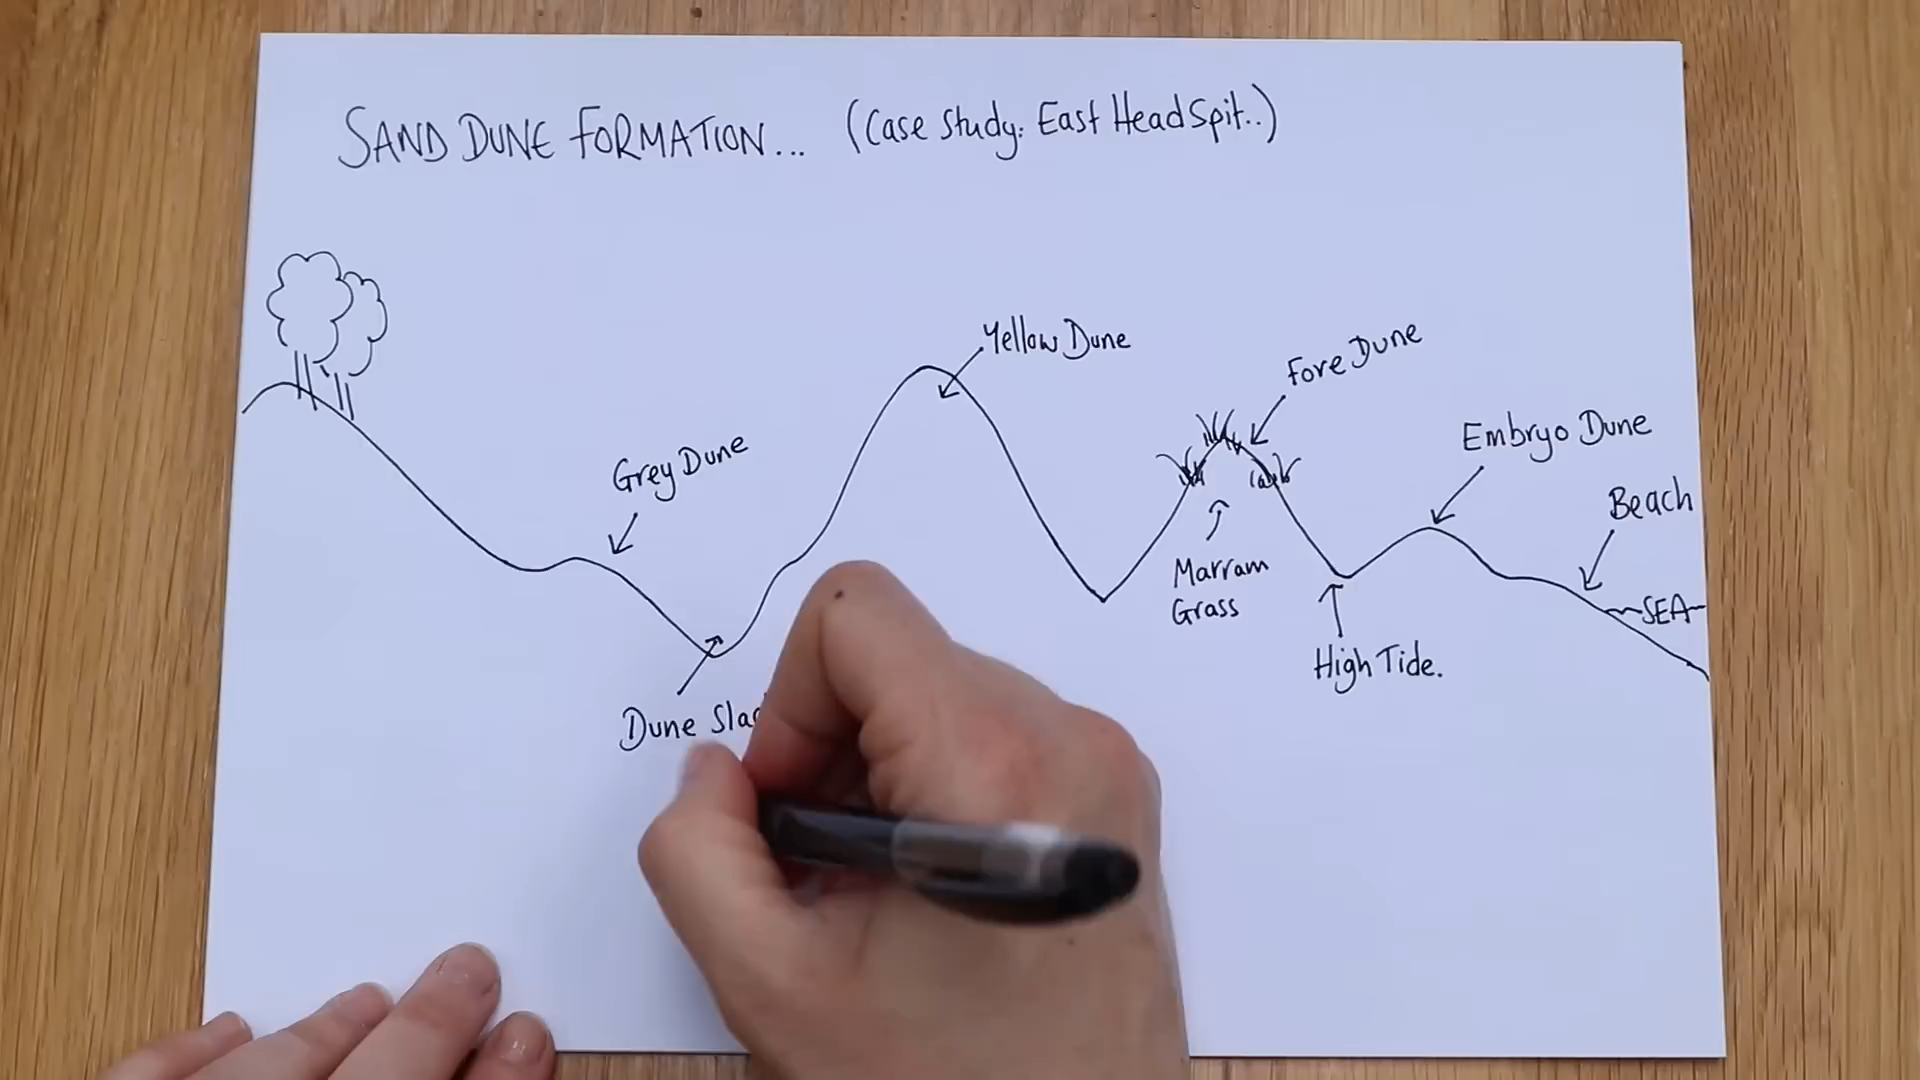 SAND DUNE FORMATION... (Case Study: East Head Spit..)
Yellow Dune
Fore Dune
Grey Dune
Embryo Dune
Beach
Marram
Grass
SEA
High Tide.
Dune